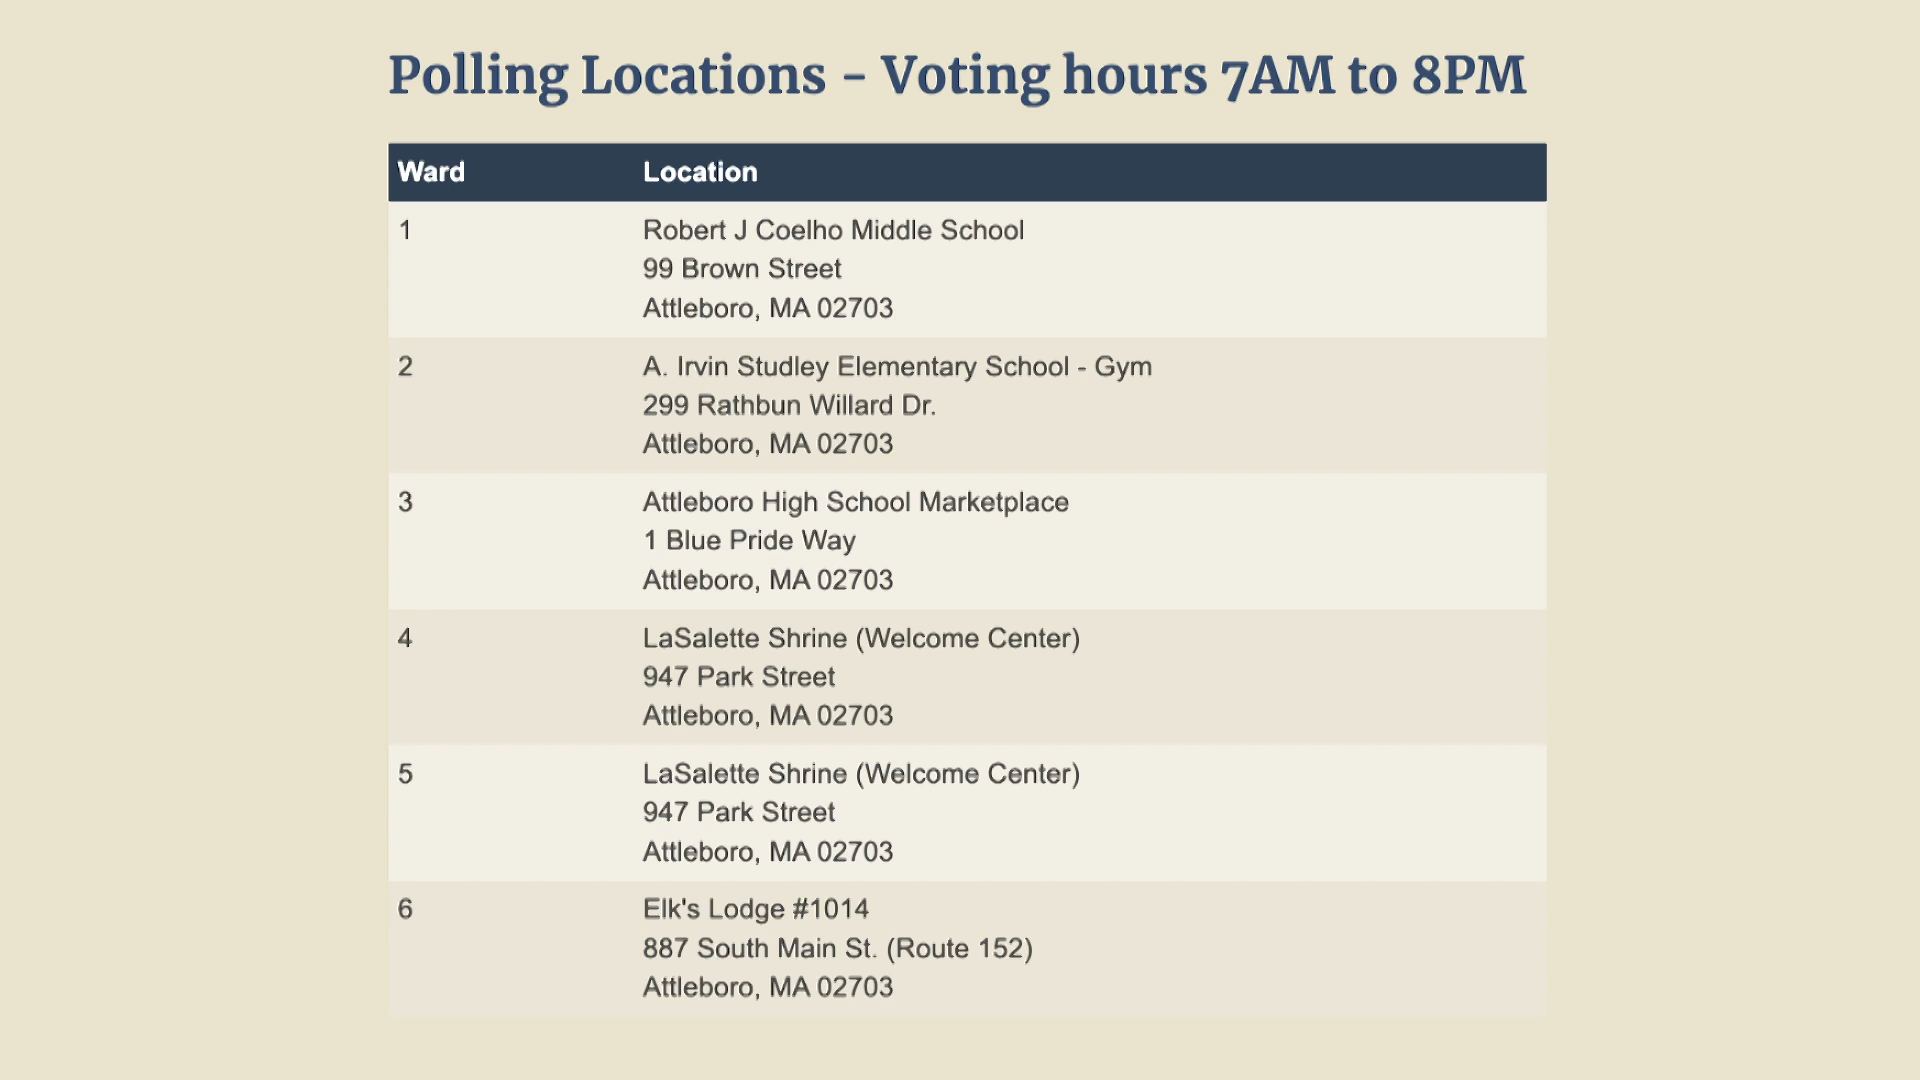 Polling Locations - Voting hours 7AM to 8PM
Ward Location
1 Robert J Coelho Middle School
99 Brown Street
Attleboro, MA 02703
2 A. Irvin Studley Elementary School - Gym
299 Rathbun Willard Dr.
Attleboro, MA 02703
3 Attleboro High School Marketplace
1 Blue Pride Way
Attleboro, MA 02703
4 LaSalette Shrine (Welcome Center)
947 Park Street
Attleboro, MA 02703
5 LaSalette Shrine (Welcome Center)
947 Park Street
Attleboro, MA 02703
6 Elk's Lodge #1014
887 South Main St. (Route 152)
Attleboro, MA 02703